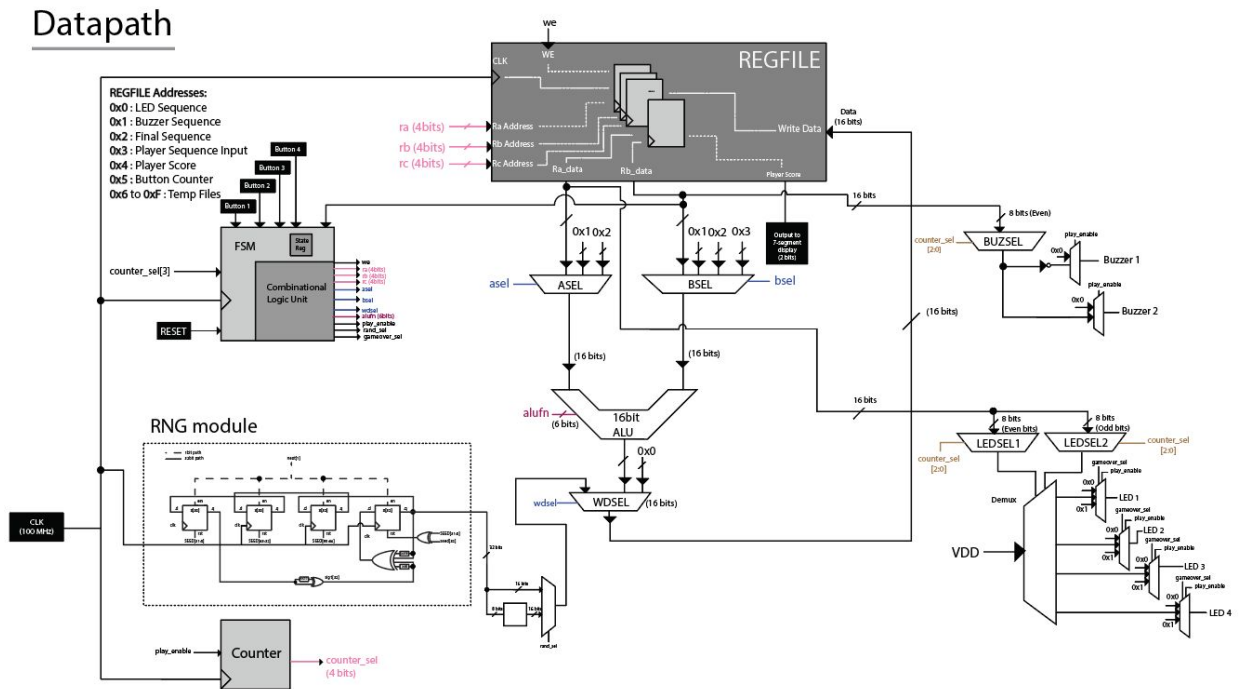 Datapath
we
WE
CLK
REGFILE
REGFILE Addresses:
0x0 : LED Sequence
0x1 : Buzzer Sequence
0x2 : Final Sequence
0x3 : Player Sequence Input
0x4 : Player Score
0x5 : Button Counter
0x6 to 0xF : Temp Files
ra (4bits)
rb (4bits)
rc (4bits)
Ra Address
Rb Address
Rc Address
Ra_data
Rb_data
Write Data
Player Score
Data
(16 bits)
Button 4
Button 3
Button 2
Button 1
FSM
State
Reg
Combinational
Logic Unit
counter_sel[3]
RESET
we
ra (4bits)
rb (4bits)
rc (4bits)
asel
bsel
wdsel
alufn (6bits)
play_enable
rand_sel
gameover_sel
0x1
0x2
0x1
0x2
0x3
Output to
7-segment
display
(2 bits)
asel
ASEL
BSEL
bsel
16 bits
8 bits (Even)
counter_sel
[2:0]
BUZSEL
play_enable
0x0
Buzzer 1
play_enable
0x0
Buzzer 2
(16 bits)
(16 bits)
(16 bits)
alufn
(6 bits)
16bit
ALU
0x0
wdsel
WDSEL
(16 bits)
16 bits
8 bits
(Even bits)
8 bits
(Odd bits)
LEDSEL1
LEDSEL2
counter_sel
[2:0]
counter_sel
[2:0]
Demux
VDD
gameover_sel
play_enable
0x0
0x1
LED 1
gameover_sel
play_enable
0x0
0x1
LED 2
gameover_sel
play_enable
0x0
0x1
LED 3
gameover_sel
play_enable
0x0
0x1
LED 4
RNG module
CLK
(100 MHz)
32 bits
16 bits
8 bits
16 bits
rand_sel
play_enable
Counter
counter_sel
(4 bits)